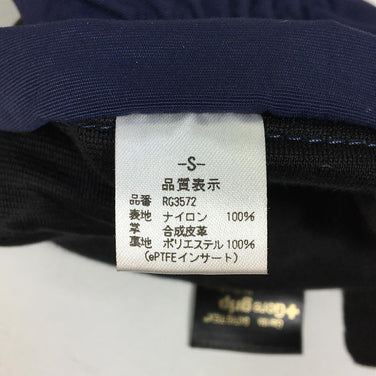 -S-
品質表示
品番 RG3572
表地 ナイロン 100%
掌 合成皮革
裏地 ポリエステル 100%
(ePTFEインサート)
+Gore grip